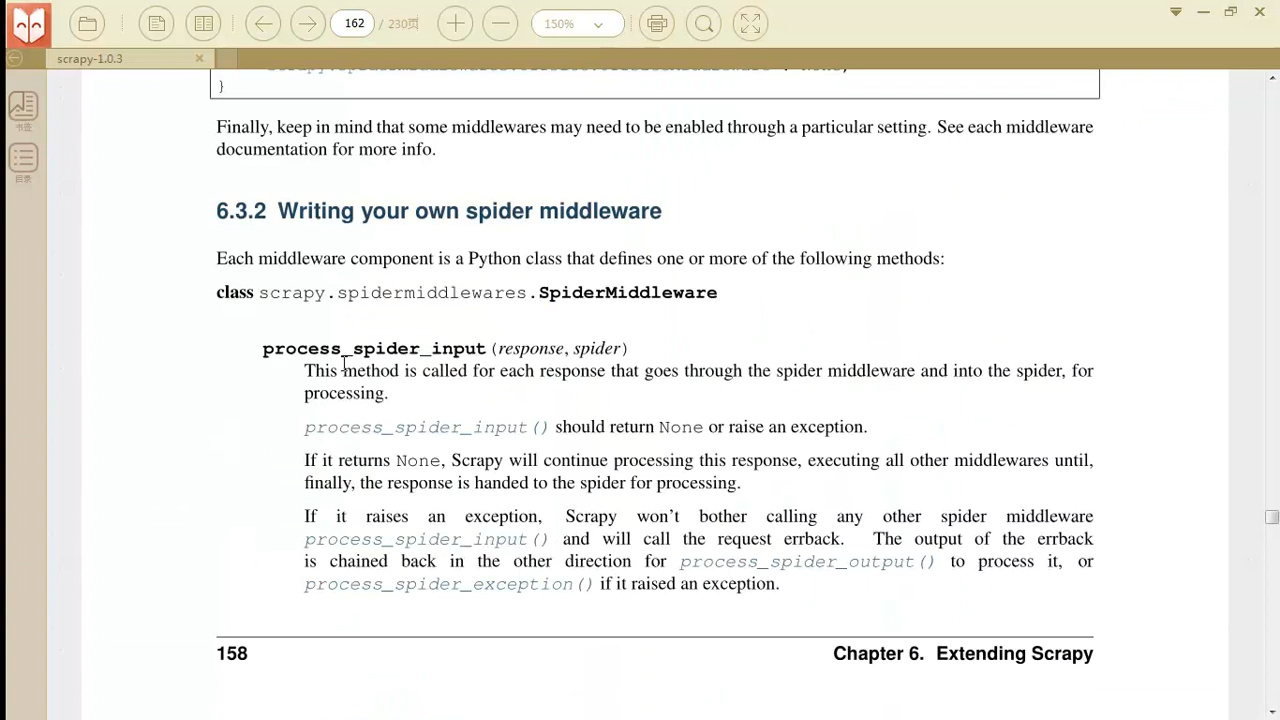 162 / 230页
150%
scrapy-1.0.3
书签
目录
}
Finally, keep in mind that some middlewares may need to be enabled through a particular setting. See each middleware
documentation for more info.
6.3.2 Writing your own spider middleware
Each middleware component is a Python class that defines one or more of the following methods:
class scrapy.spidermiddlewares.SpiderMiddleware
process_spider_input(response, spider)
This method is called for each response that goes through the spider middleware and into the spider, for
processing.
process_spider_input() should return None or raise an exception.
If it returns None, Scrapy will continue processing this response, executing all other middlewares until,
finally, the response is handed to the spider for processing.
If it raises an exception, Scrapy won't bother calling any other spider middleware
process_spider_input() and will call the request errback. The output of the errback
is chained back in the other direction for process_spider_output() to process it, or
process_spider_exception() if it raised an exception.
158 Chapter 6. Extending Scrapy